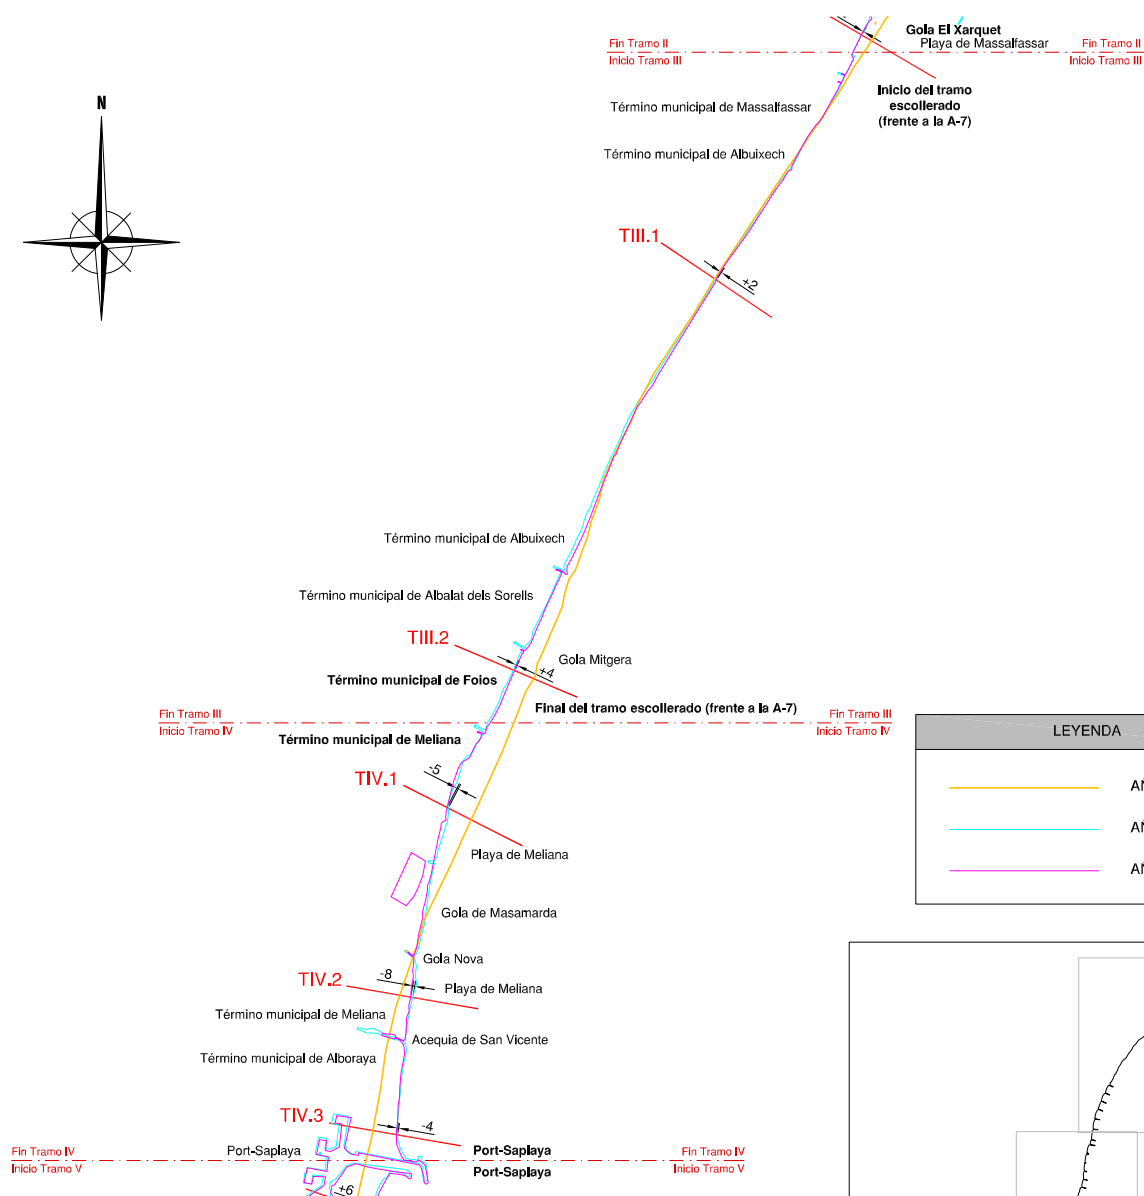 Gola El Xarquet
Playa de Massalfassar
Fin Tramo II
Inicio Tramo III
Fin Tramo II
Inicio Tramo III
Inicio del tramo
escollerado
(frente a la A-7)
N
Término municipal de Massalfassar
Término municipal de Albuixech
TIII.1
+2
Término municipal de Albuixech
Término municipal de Albalat dels Sorells
TIII.2
+4
Gola Mitgera
Término municipal de Foios
Final del tramo escollerado (frente a la A-7)
Fin Tramo III
Inicio Tramo IV
Fin Tramo III
Inicio Tramo IV
Término municipal de Meliana
LEYENDA
-5
TIV.1
Playa de Meliana
Gola de Masamarda
Gola Nova
-8
TIV.2
Playa de Meliana
Término municipal de Meliana
Acequia de San Vicente
Término municipal de Alboraya
TIV.3
-4
Port-Saplaya
Port-Saplaya
Port-Saplaya
Fin Tramo IV
Inicio Tramo V
Fin Tramo IV
Inicio Tramo V
+6